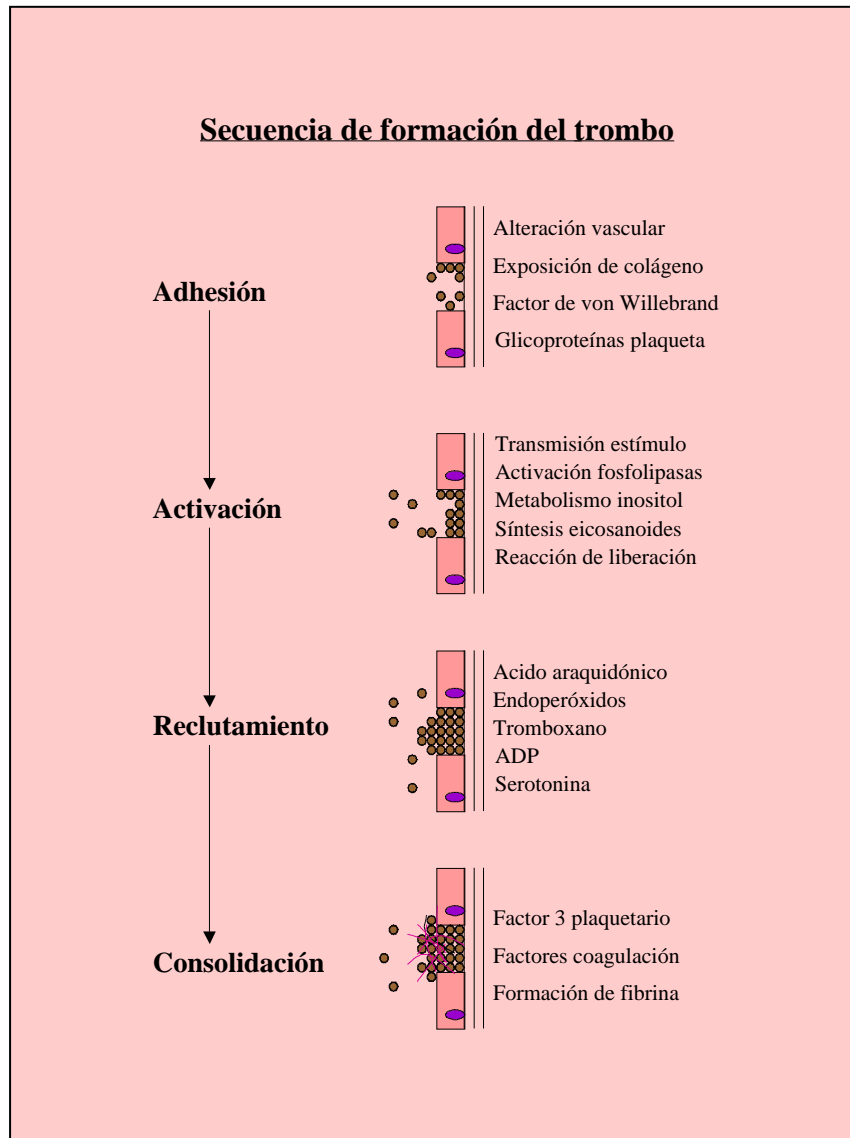 Secuencia de formación del trombo
Adhesión
Alteración vascular
Exposición de colágeno
Factor de von Willebrand
Glicoproteínas plaqueta
Activación
Transmisión estímulo
Activación fosfolipasas
Metabolismo inositol
Síntesis eicosanoides
Reacción de liberación
Reclutamiento
Acido araquidónico
Endoperóxidos
Tromboxano
ADP
Serotonina
Consolidación
Factor 3 plaquetario
Factores coagulación
Formación de fibrina